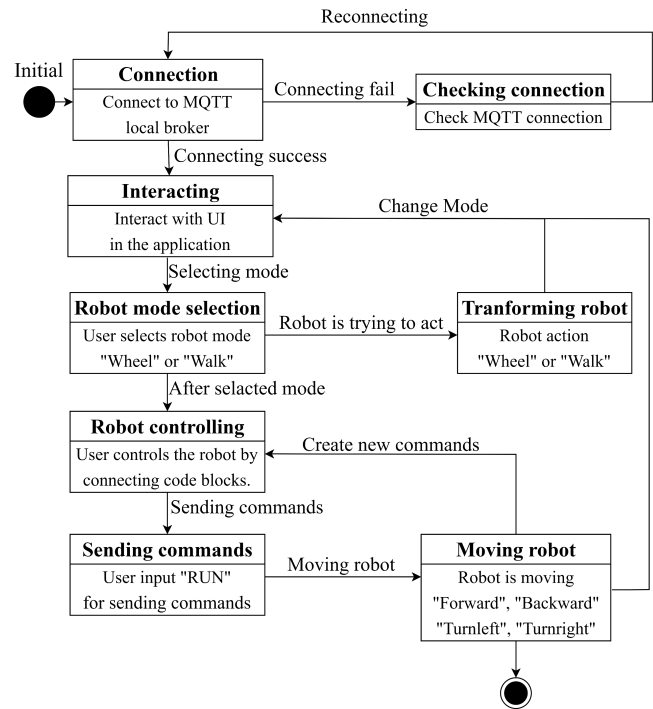 Reconnecting
Initial
Connection
Connect to MQTT
local broker
Connecting fail
Checking connection
Check MQTT connection
Connecting success
Interacting
Interact with UI
in the application
Change Mode
Selecting mode
Robot mode selection
User selects robot mode
"Wheel" or "Walk"
Robot is trying to act
Tranforming robot
Robot action
"Wheel" or "Walk"
After selacted mode
Robot controlling
User controls the robot by
connecting code blocks.
Create new commands
Sending commands
Sending commands
User input "RUN"
for sending commands
Moving robot
Moving robot
Robot is moving
"Forward", "Backward"
"Turnleft", "Turnright"